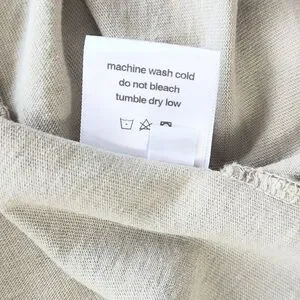 machine wash cold
do not bleach
tumble dry low